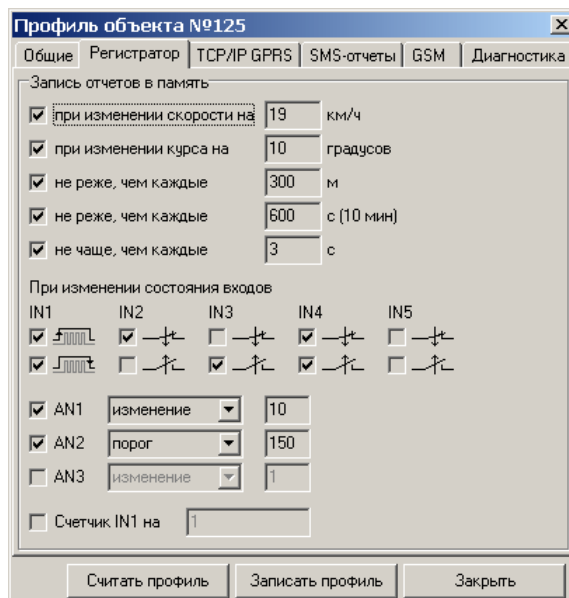 Профиль объекта №125
Общие Регистратор TCP/IP GPRS SMS-отчеты GSM Диагностика
Запись отчетов в память
при изменении скорости на 19 км/ч
при изменении курса на 10 градусов
не реже, чем каждые 300 м
не реже, чем каждые 600 с (10 мин)
не чаще, чем каждые 3 с
При изменении состояния входов
IN1 IN2 IN3 IN4 IN5
AN1 изменение 10
AN2 порог 150
AN3 изменение 1
Счетчик IN1 на 1
Считать профиль Записать профиль Закрыть